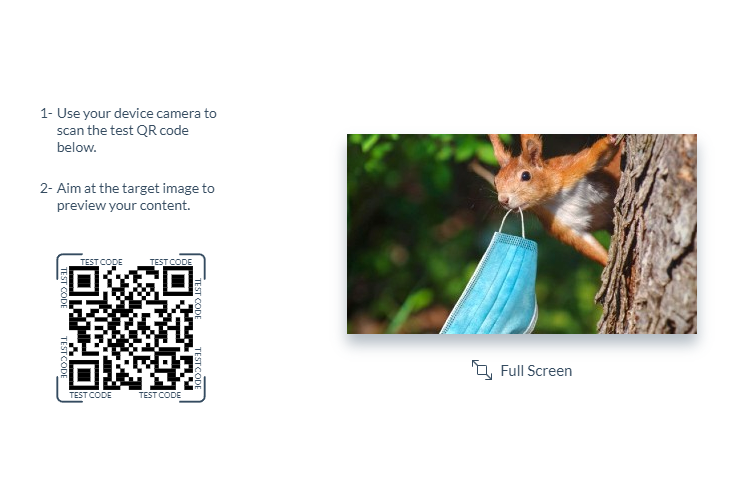 1- Use your device camera to
scan the test QR code
below.
2- Aim at the target image to
preview your content.
TEST CODE TEST CODE
TEST CODE
TEST CODE
TEST CODE
TEST CODE
TEST CODE TEST CODE
Full Screen